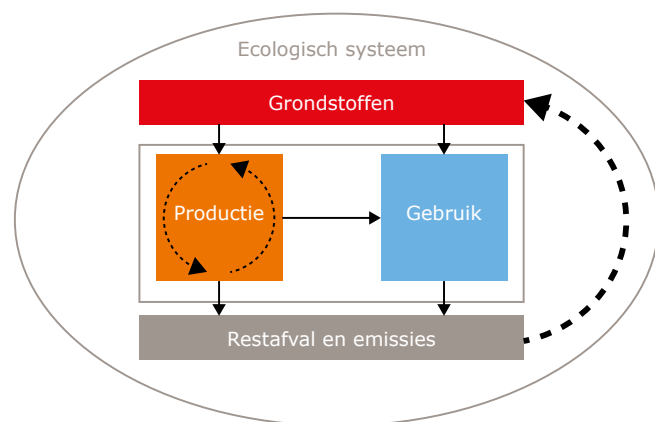 Ecologisch systeem
Grondstoffen
Productie
Gebruik
Restafval en emissies